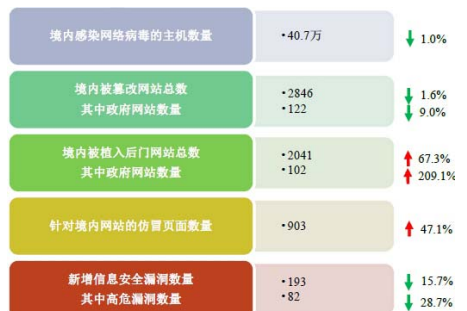 境内感染网络病毒的主机数量 •40.7万 1.0%
境内被篡改网站总数 •2846 1.6%
其中政府网站数量 •122 9.0%
境内被植入后门网站总数 •2041 67.3%
其中政府网站数量 •102 209.1%
针对境内网站的仿冒页面数量 •903 47.1%
新增信息安全漏洞数量 •193 15.7%
其中高危漏洞数量 •82 28.7%